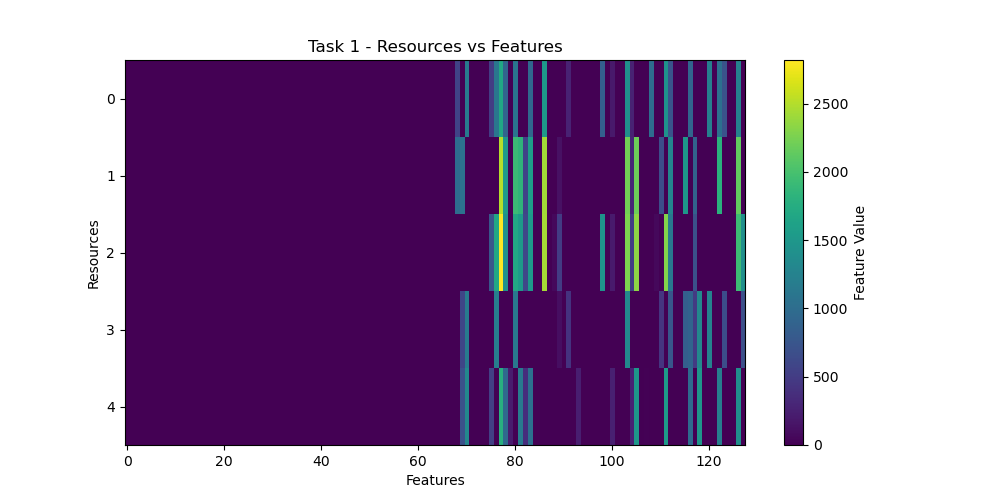 Task 1 - Resources vs Features
Resources
0
1
2
3
4
0 20 40 60 80 100 120
Features
2500
2000
1500
1000
500
0
Feature Value